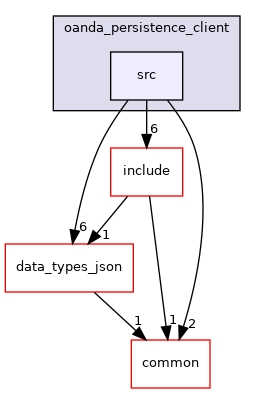 oanda_persistence_client
src
6
include
6
1
data_types_json
1
1
2
common